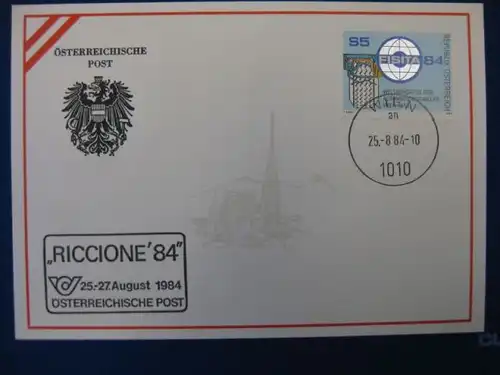 ÖSTERREICHISCHE
POST
S5
FISITA '84
REPUBLIK ÖSTERREICH
an
25.-8 84-10
1010
„RICCIONE '84"
25.-27. August 1984
ÖSTERREICHISCHE POST